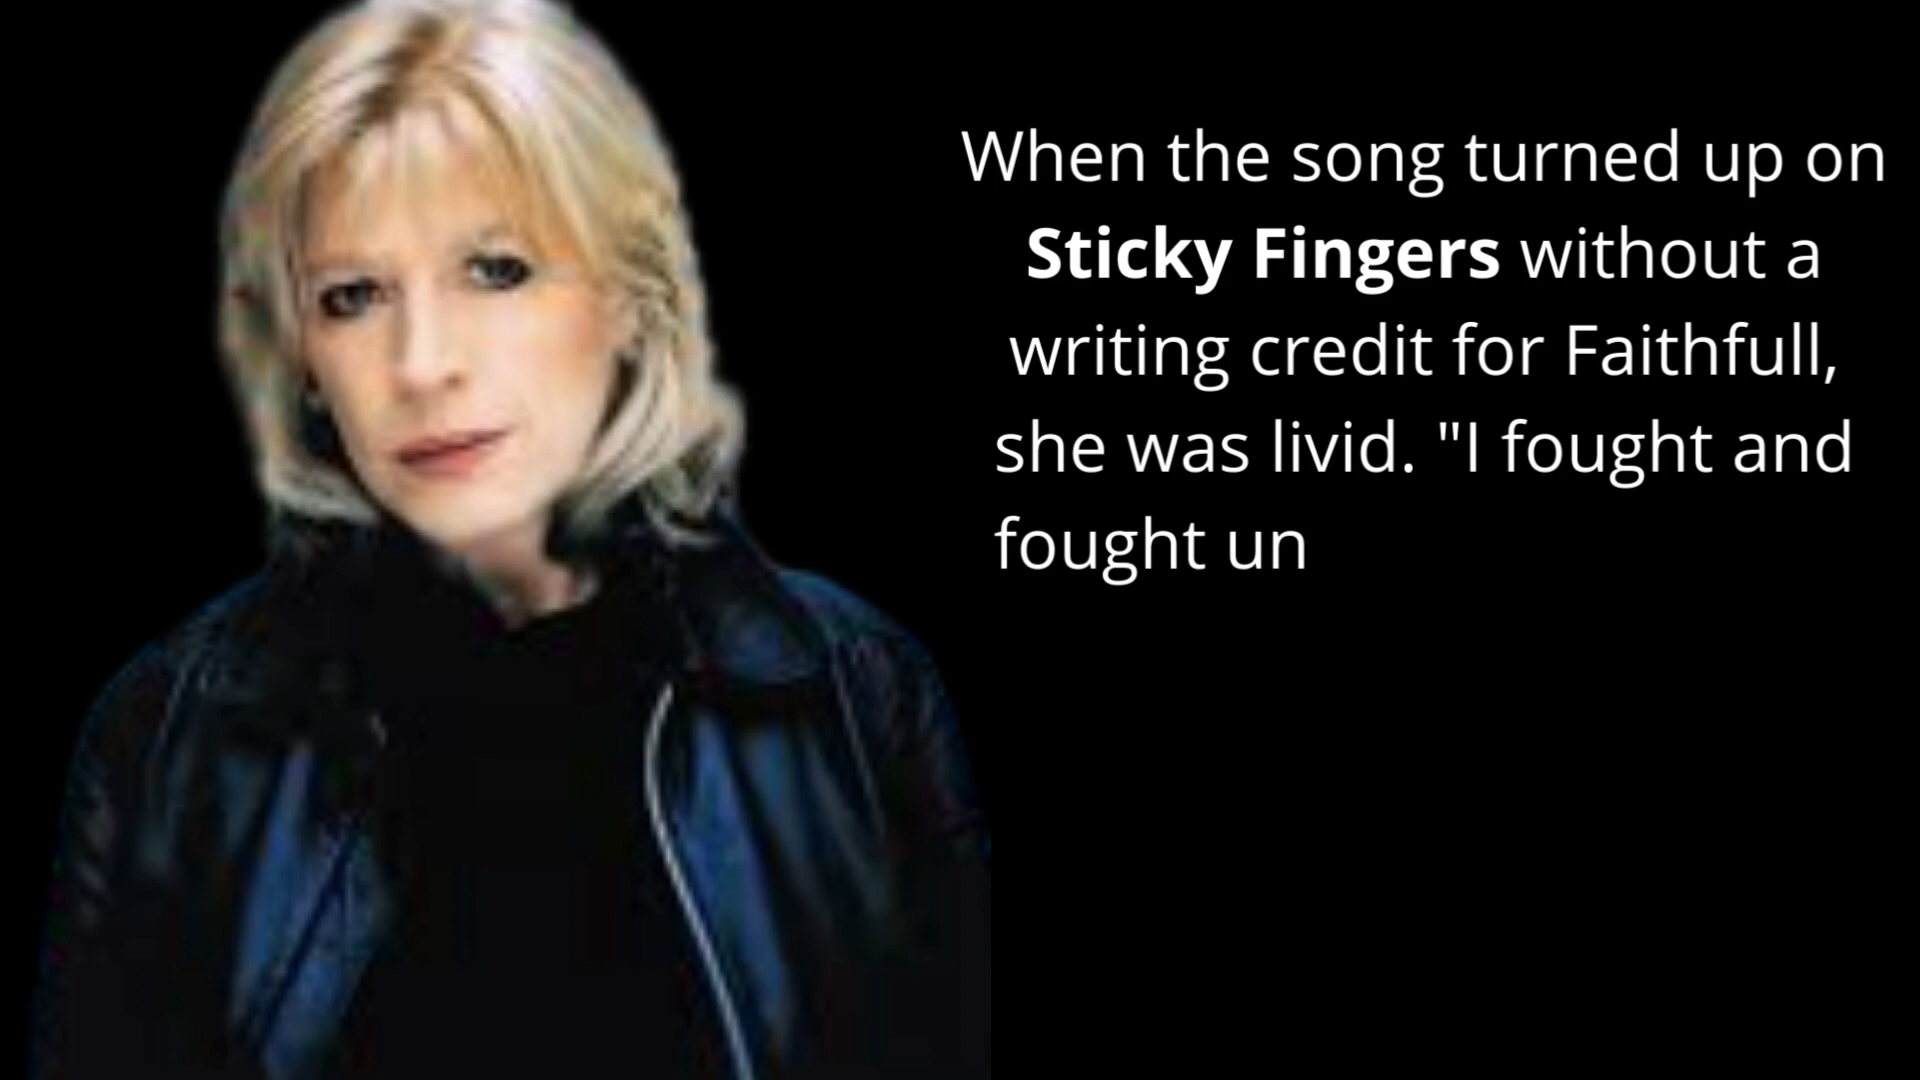 When the song turned up on
Sticky Fingers without a
writing credit for Faithfull,
she was livid. "I fought and
fought un